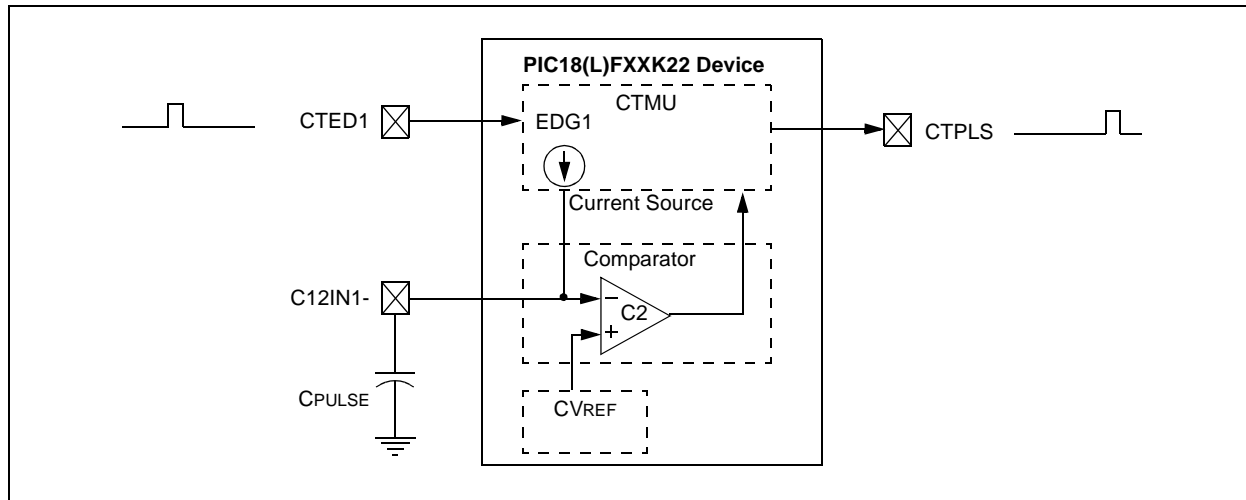 PIC18(L)FXXK22 Device
CTMU
CTED1
EDG1
CTPLS
Current Source
Comparator
C12IN1-
C2
CPULSE
CVREF